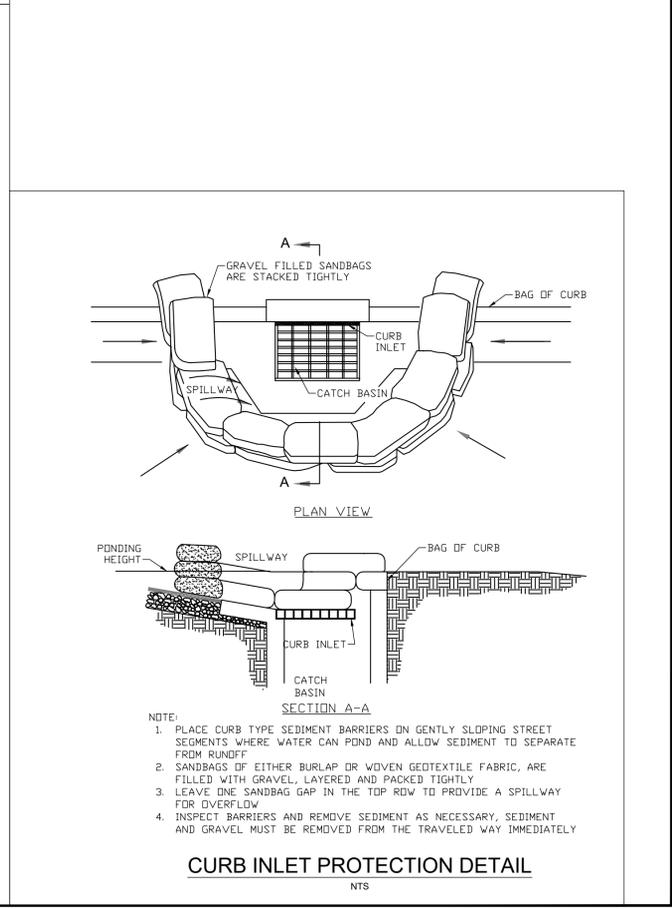 A
GRAVEL FILLED SANDBAGS
ARE STACKED TIGHTLY
BAG OF CURB
CURB
INLET
SPILLWAY
CATCH BASIN
A
PLAN VIEW
PONDING
HEIGHT
SPILLWAY
BAG OF CURB
CURB INLET
CATCH
BASIN
SECTION A-A
NOTE:
1. PLACE CURB TYPE SEDIMENT BARRIERS ON GENTLY SLOPING STREET
SEGMENTS WHERE WATER CAN POND AND ALLOW SEDIMENT TO SEPARATE
FROM RUNOFF
2. SANDBAGS OF EITHER BURLAP OR WOVEN GEOTEXTILE FABRIC, ARE
FILLED WITH GRAVEL, LAYERED AND PACKED TIGHTLY
3. LEAVE ONE SANDBAG GAP IN THE TOP ROW TO PROVIDE A SPILLWAY
FOR OVERFLOW
4. INSPECT BARRIERS AND REMOVE SEDIMENT AS NECESSARY, SEDIMENT
AND GRAVEL MUST BE REMOVED FROM THE TRAVELED WAY IMMEDIATELY
CURB INLET PROTECTION DETAIL
NTS